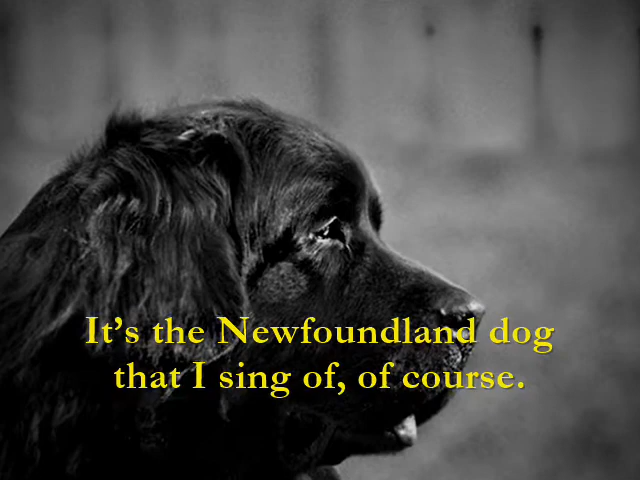 It’s the Newfoundland dog
that I sing of, of course.